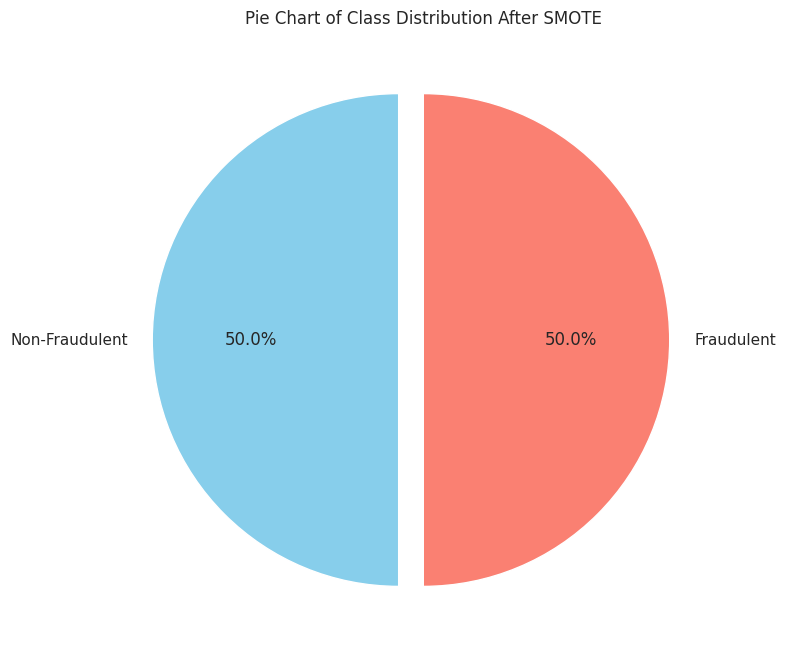 Pie Chart of Class Distribution After SMOTE
Non-Fraudulent
50.0%
50.0%
Fraudulent